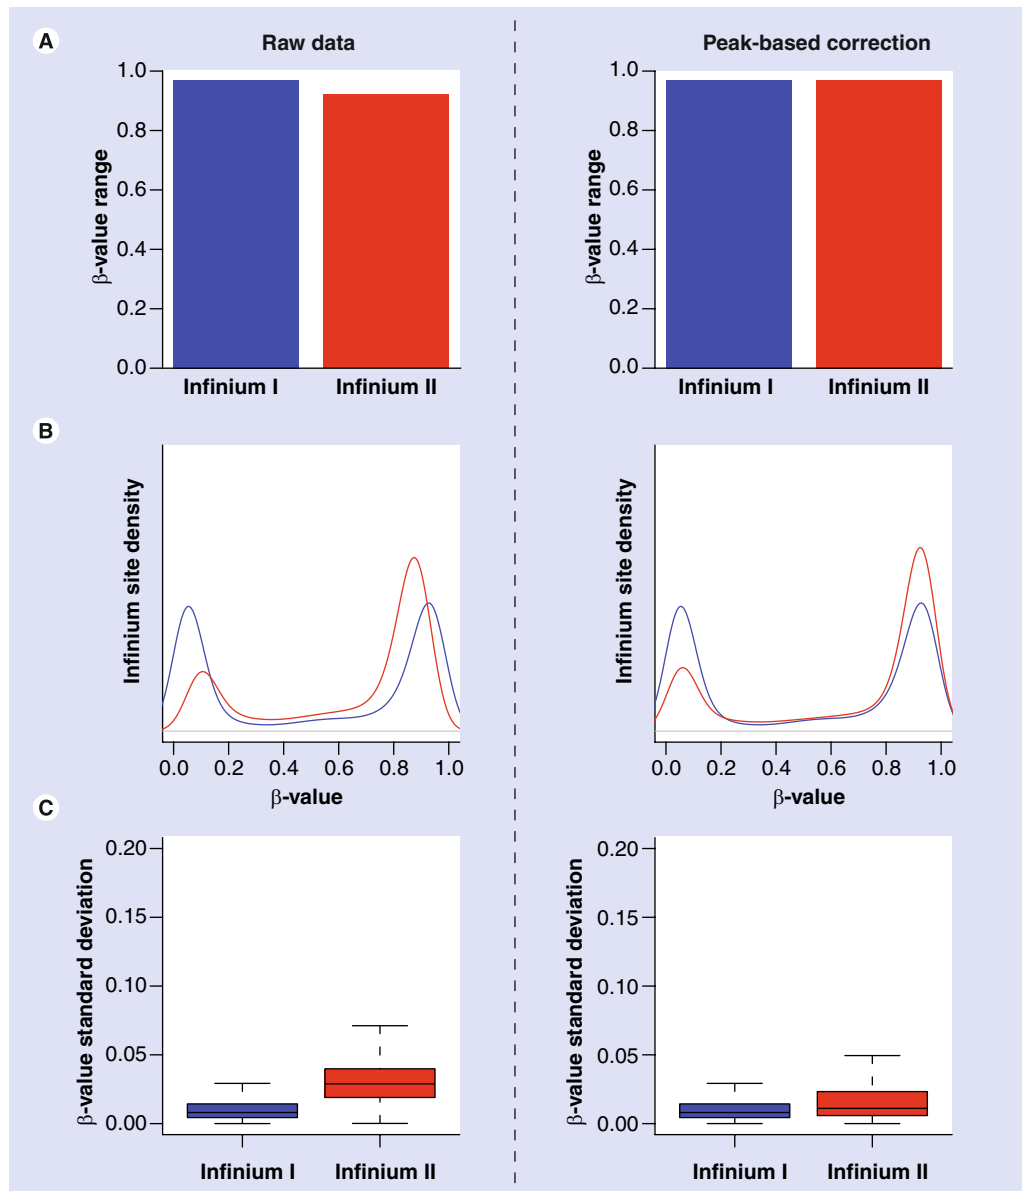 A
Raw data
Peak-based correction
1.0
0.8
0.6
0.4
0.2
0.0
β-value range
Infinium I
Infinium II
1.0
0.8
0.6
0.4
0.2
0.0
β-value range
Infinium I
Infinium II
B
Infinium site density
0.0 0.2 0.4 0.6 0.8 1.0
β-value
Infinium site density
0.0 0.2 0.4 0.6 0.8 1.0
β-value
C
0.20
0.15
0.10
0.05
0.00
β-value standard deviation
Infinium I
Infinium II
0.20
0.15
0.10
0.05
0.00
β-value standard deviation
Infinium I
Infinium II